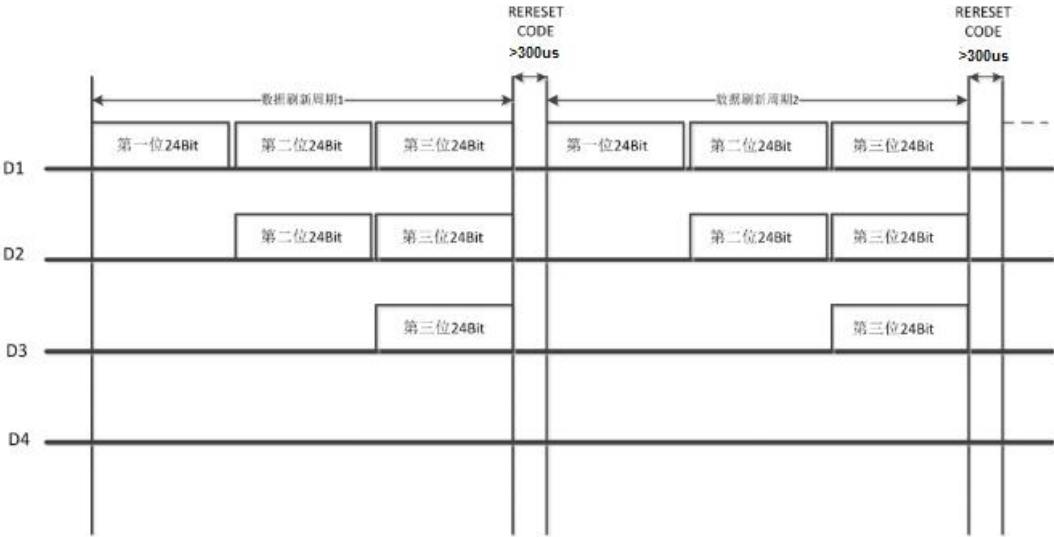 RERESET
CODE
>300us
RERESET
CODE
>300us
数据刷新周期1
数据刷新周期2
第一位24Bit
第二位24Bit
第三位24Bit
第一位24Bit
第二位24Bit
第三位24Bit
D1
第二位24Bit
第三位24Bit
第二位24Bit
第三位24Bit
D2
第三位24Bit
第三位24Bit
D3
D4